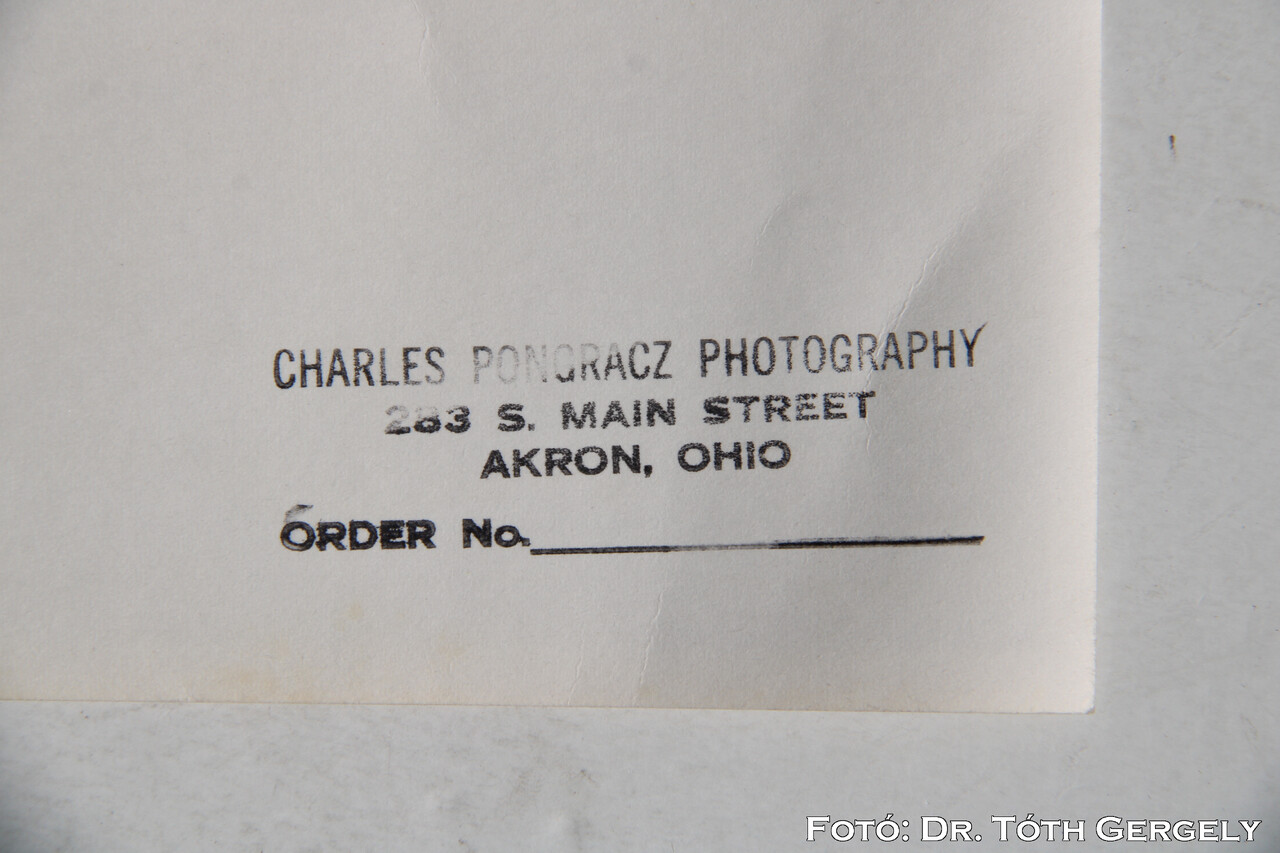 CHARLES PONGRACZ PHOTOGRAPHY
283 S. MAIN STREET
AKRON, OHIO
ORDER No.
Fotó: Dr. Tóth Gergely